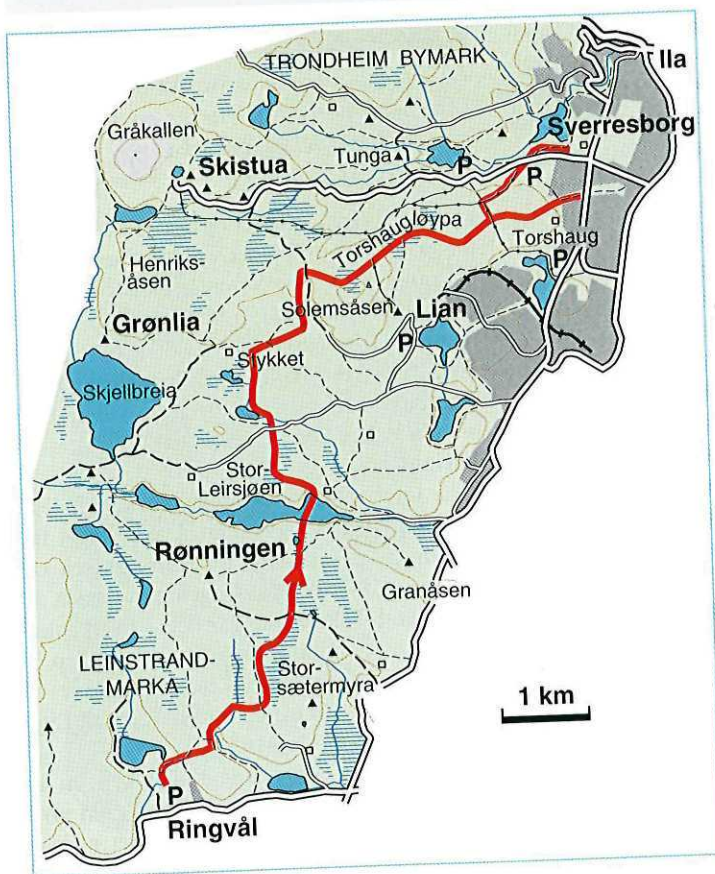 TRONDHEIM BYMARK
Ila
Gråkallen
Sverresborg
Skistua
Tunga
P
P
Torshaugløypa
Torshaug
P
Henriks-
åsen
Solemsåsen
Lian
Grønlia
P
Stykket
Skjellbreia
Stor-
Leirsjøen
Rønningen
Granåsen
LEINSTRAND-
MARKA
Stor-
sætermyra
1 km
P
Ringvål